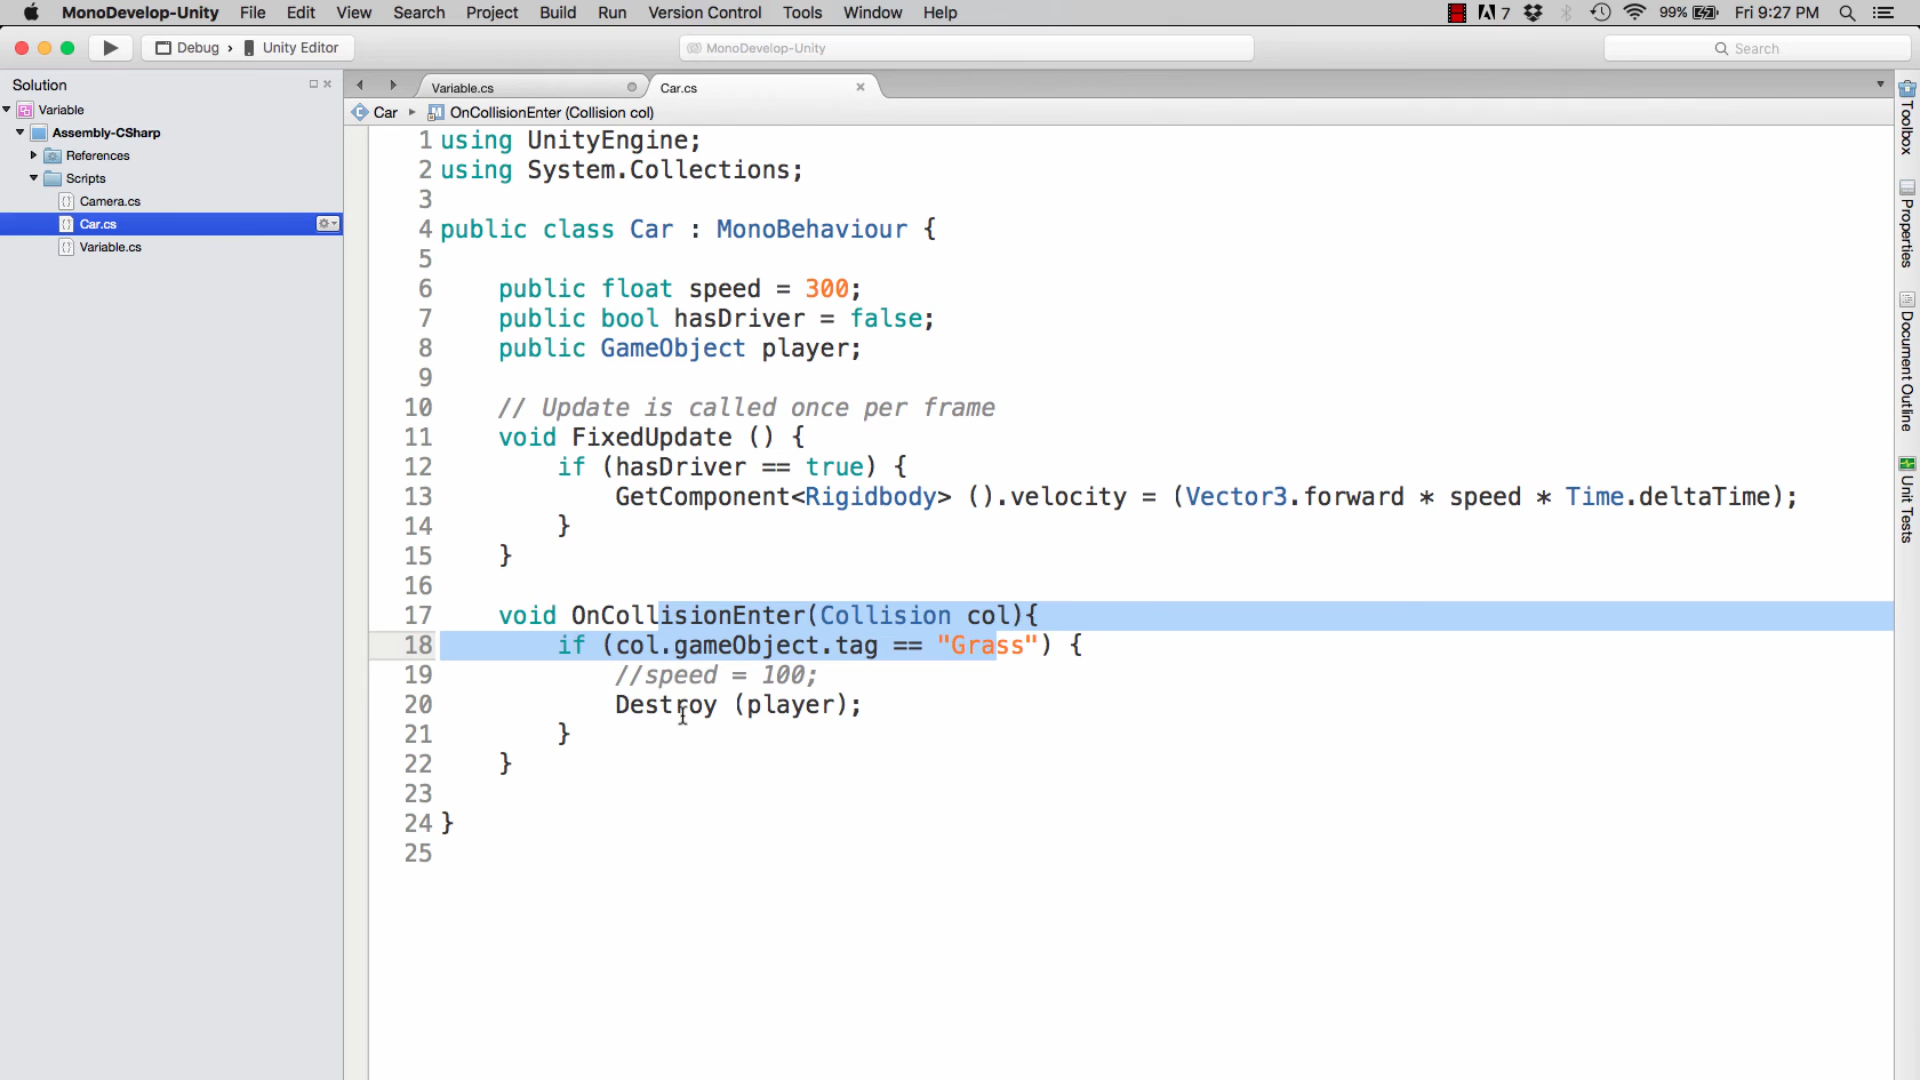 MonoDevelop-Unity File Edit View Search Project Build Run Version Control Tools Window Help 7 99% Fri 9:27 PM
Debug › Unity Editor MonoDevelop-Unity Search
Solution
Variable
Assembly-CSharp
References
Scripts
Camera.cs
Car.cs
Variable.cs
Variable.cs Car.cs
Car OnCollisionEnter (Collision col)
1 using UnityEngine;
2 using System.Collections;
3
4 public class Car : MonoBehaviour {
5
6 public float speed = 300;
7 public bool hasDriver = false;
8 public GameObject player;
9
10 // Update is called once per frame
11 void FixedUpdate () {
12 if (hasDriver == true) {
13 GetComponent<Rigidbody> ().velocity = (Vector3.forward * speed * Time.deltaTime);
14 }
15 }
16
17 void OnCollisionEnter(Collision col){
18 if (col.gameObject.tag == "Grass") {
19 //speed = 100;
20 Destroy (player);
21 }
22 }
23
24 }
25
Toolbox
Properties
Document Outline
Unit Tests